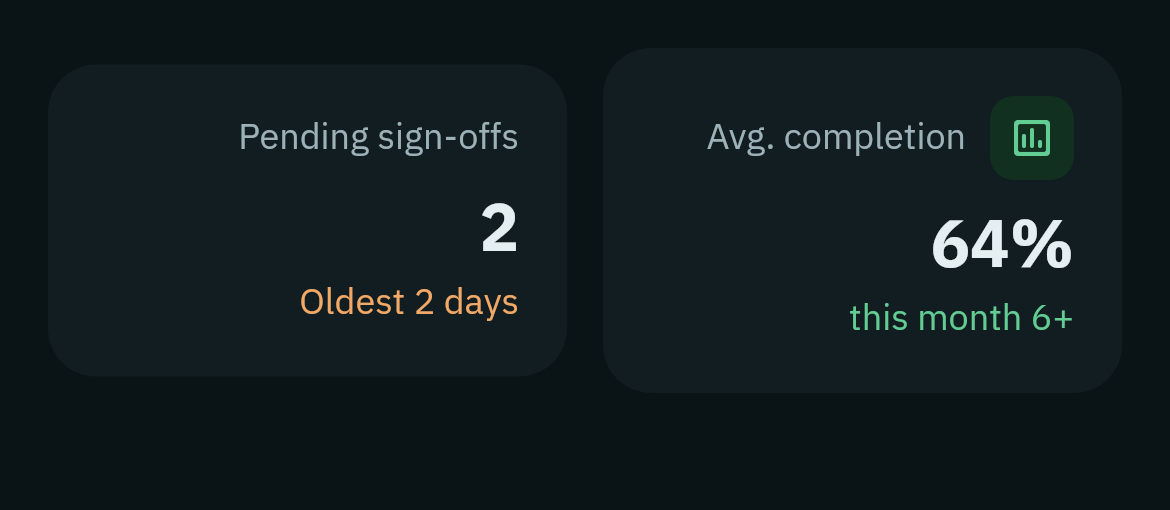 Pending sign-offs
2
Oldest 2 days
Avg. completion
64%
this month 6+